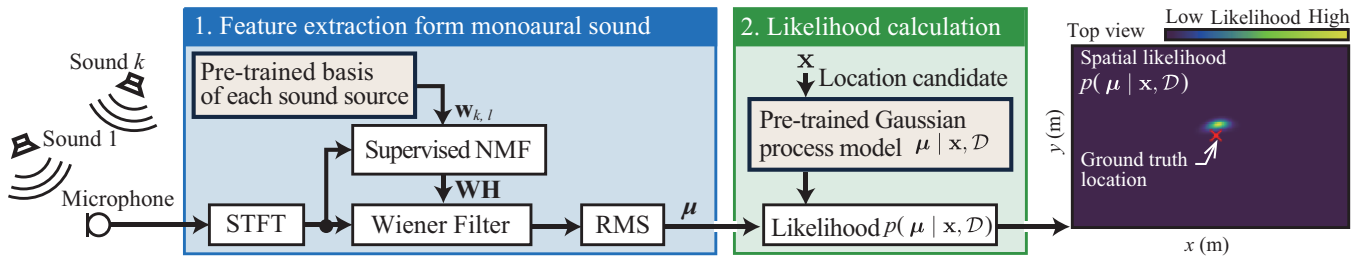 Sound k
Sound 1
Microphone
1. Feature extraction form monoaural sound
Pre-trained basis
of each sound source
w_{k, l}
Supervised NMF
WH
STFT
Wiener Filter
RMS
μ
2. Likelihood calculation
x
Location candidate
Pre-trained Gaussian
process model μ | x, 𝒟
Likelihood p( μ | x, 𝒟)
Low Likelihood High
Top view
Spatial likelihood
p( μ | x, 𝒟)
Ground truth
location
y (m)
x (m)